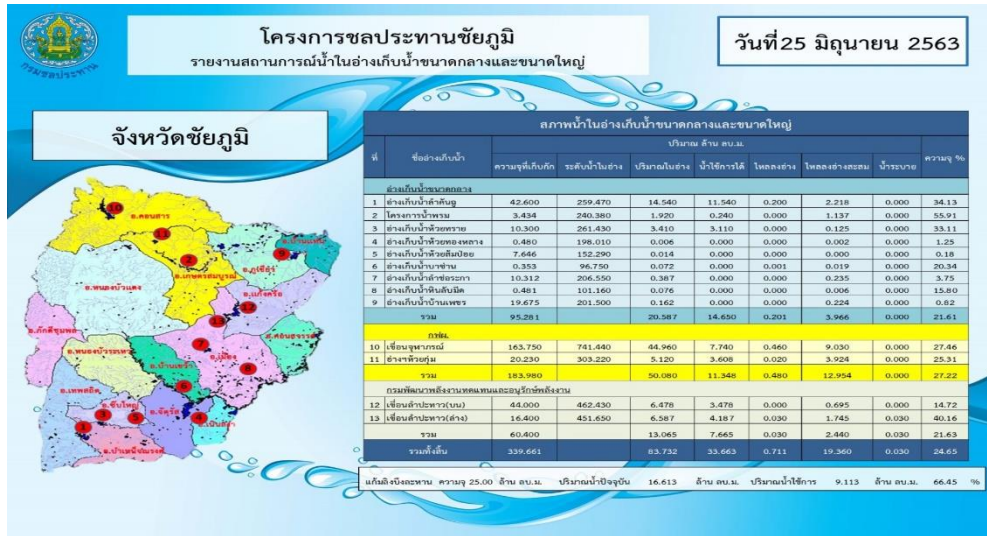 กรมชลประทาน
โครงการชลประทานชัยภูมิ
รายงานสถานการณ์น้ำในอ่างเก็บน้ำขนาดกลางและขนาดใหญ่
วันที่25 มิถุนายน 2563
จังหวัดชัยภูมิ
สภาพน้ำในอ่างเก็บน้ำขนาดกลางและขนาดใหญ่
ที่ ชื่ออ่างเก็บน้ำ ปริมาณ ล้าน ลบ.ม. ความจุ %
ความจุที่เก็บกัก ระดับน้ำในอ่าง ปริมาณในอ่าง น้ำใช้การได้ ไหลลงอ่าง ไหลลงอ่างสะสม น้ำระบาย
อ่างเก็บน้ำขนาดกลาง
1 อ่างเก็บน้ำลำคันฉู 42.600 259.470 14.540 11.540 0.200 2.218 0.000 34.13
2 โครงการน้ำพรม 3.434 240.380 1.920 0.240 0.000 1.137 0.000 55.91
3 อ่างเก็บน้ำห้วยทราย 10.300 261.430 3.410 3.110 0.000 0.125 0.000 33.11
4 อ่างเก็บน้ำห้วยทองหลาง 0.480 198.010 0.006 0.000 0.000 0.002 0.000 1.25
5 อ่างเก็บน้ำห้วยส้มป่อย 7.646 152.290 0.014 0.000 0.000 0.000 0.000 0.18
6 อ่างเก็บน้ำบาซ่าน 0.353 96.750 0.072 0.000 0.001 0.019 0.000 20.34
7 อ่างเก็บน้ำลำช่อระกา 10.312 206.550 0.387 0.000 0.000 0.235 0.000 3.75
8 อ่างเก็บน้ำหินลับมีด 0.481 101.160 0.076 0.000 0.000 0.006 0.000 15.80
9 อ่างเก็บน้ำบ้านเพชร 19.675 201.500 0.162 0.000 0.000 0.224 0.000 0.82
รวม 95.281 20.587 14.650 0.201 3.966 0.000 21.61
กฟผ.
10 เขื่อนจุฬาภรณ์ 163.750 741.440 44.960 7.740 0.460 9.030 0.000 27.46
11 อ่างฯห้วยกุ่ม 20.230 303.220 5.120 3.608 0.020 3.924 0.000 25.31
รวม 183.980 50.080 11.348 0.480 12.954 0.000 27.22
กรมพัฒนาพลังงานทดแทนและอนุรักษ์พลังงาน
12 เขื่อนลำปะทาว(บน) 44.000 462.430 6.478 3.478 0.000 0.695 0.000 14.72
13 เขื่อนลำปะทาว(ล่าง) 16.400 451.650 6.587 4.187 0.030 1.745 0.030 40.16
รวม 60.400 13.065 7.665 0.030 2.440 0.030 21.63
รวมทั้งสิ้น 339.661 83.732 33.663 0.711 19.360 0.030 24.65
แก้มลิงบึงละหาน ความจุ 25.00 ล้าน ลบ.ม. ปริมาณน้ำปัจจุบัน 16.613 ล้าน ลบ.ม. ปริมาณน้ำใช้การ 9.113 ล้าน ลบ.ม. 66.45 %
10
อ.คอนสาร
11
2
อ.เกษตรสมบูรณ์
อ.ภูเขียว
9
อ.บ้านแท่น
อ.หนองบัวแดง
อ.แก้งคร้อ
12
13
อ.ภักดีชุมพล
อ.คอนสวรรค์
7
อ.หนองบัวระเหว
อ.เมือง
8
อ.บ้านเขว้า
6
อ.เทพสถิต
อ.ซับใหญ่
3
5
อ.จัตุรัส
4
อ.เนินสง่า
1
อ.บำเหน็จณรงค์